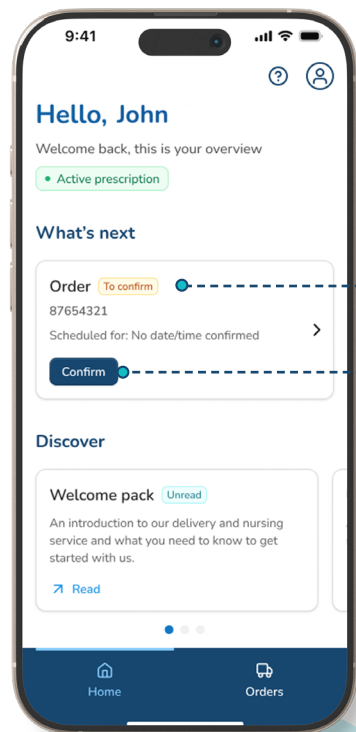 9:41
Hello, John
Welcome back, this is your overview
Active prescription
What's next
Order To confirm
87654321
Scheduled for: No date/time confirmed
Confirm
Discover
Welcome pack Unread
An introduction to our delivery and nursing
service and what you need to know to get
started with us.
Read
Home Orders